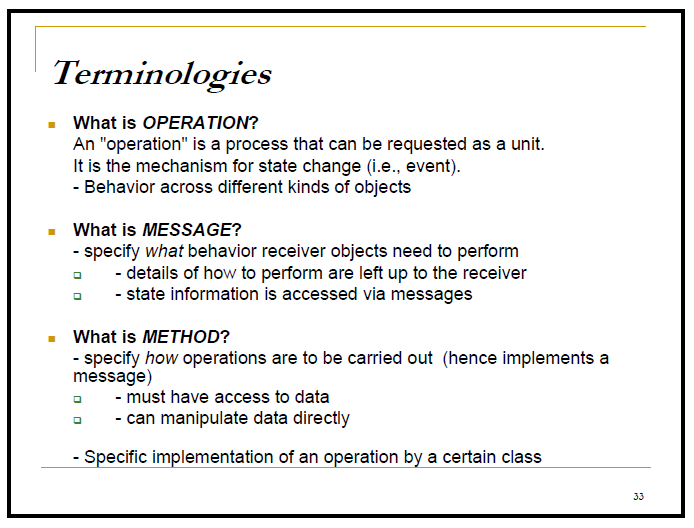 Terminologies
What is OPERATION?
An "operation" is a process that can be requested as a unit.
It is the mechanism for state change (i.e., event).
- Behavior across different kinds of objects
What is MESSAGE?
- specify what behavior receiver objects need to perform
- details of how to perform are left up to the receiver
- state information is accessed via messages
What is METHOD?
- specify how operations are to be carried out (hence implements a
message)
- must have access to data
- can manipulate data directly
- Specific implementation of an operation by a certain class
33